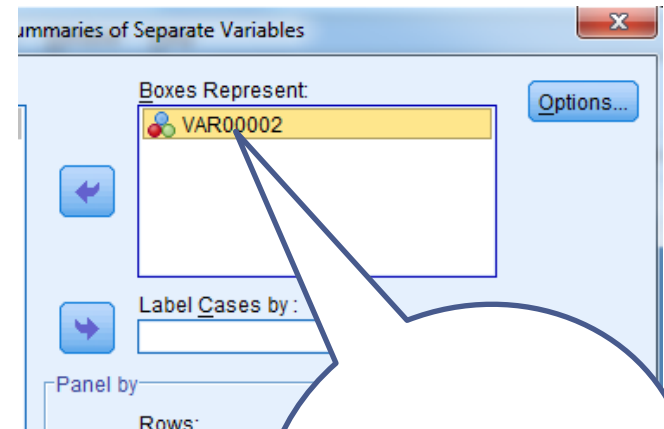 ummaries of Separate Variables
Boxes Represent:
Options...
VAR00002
Label Cases by :
Panel by
Rows: